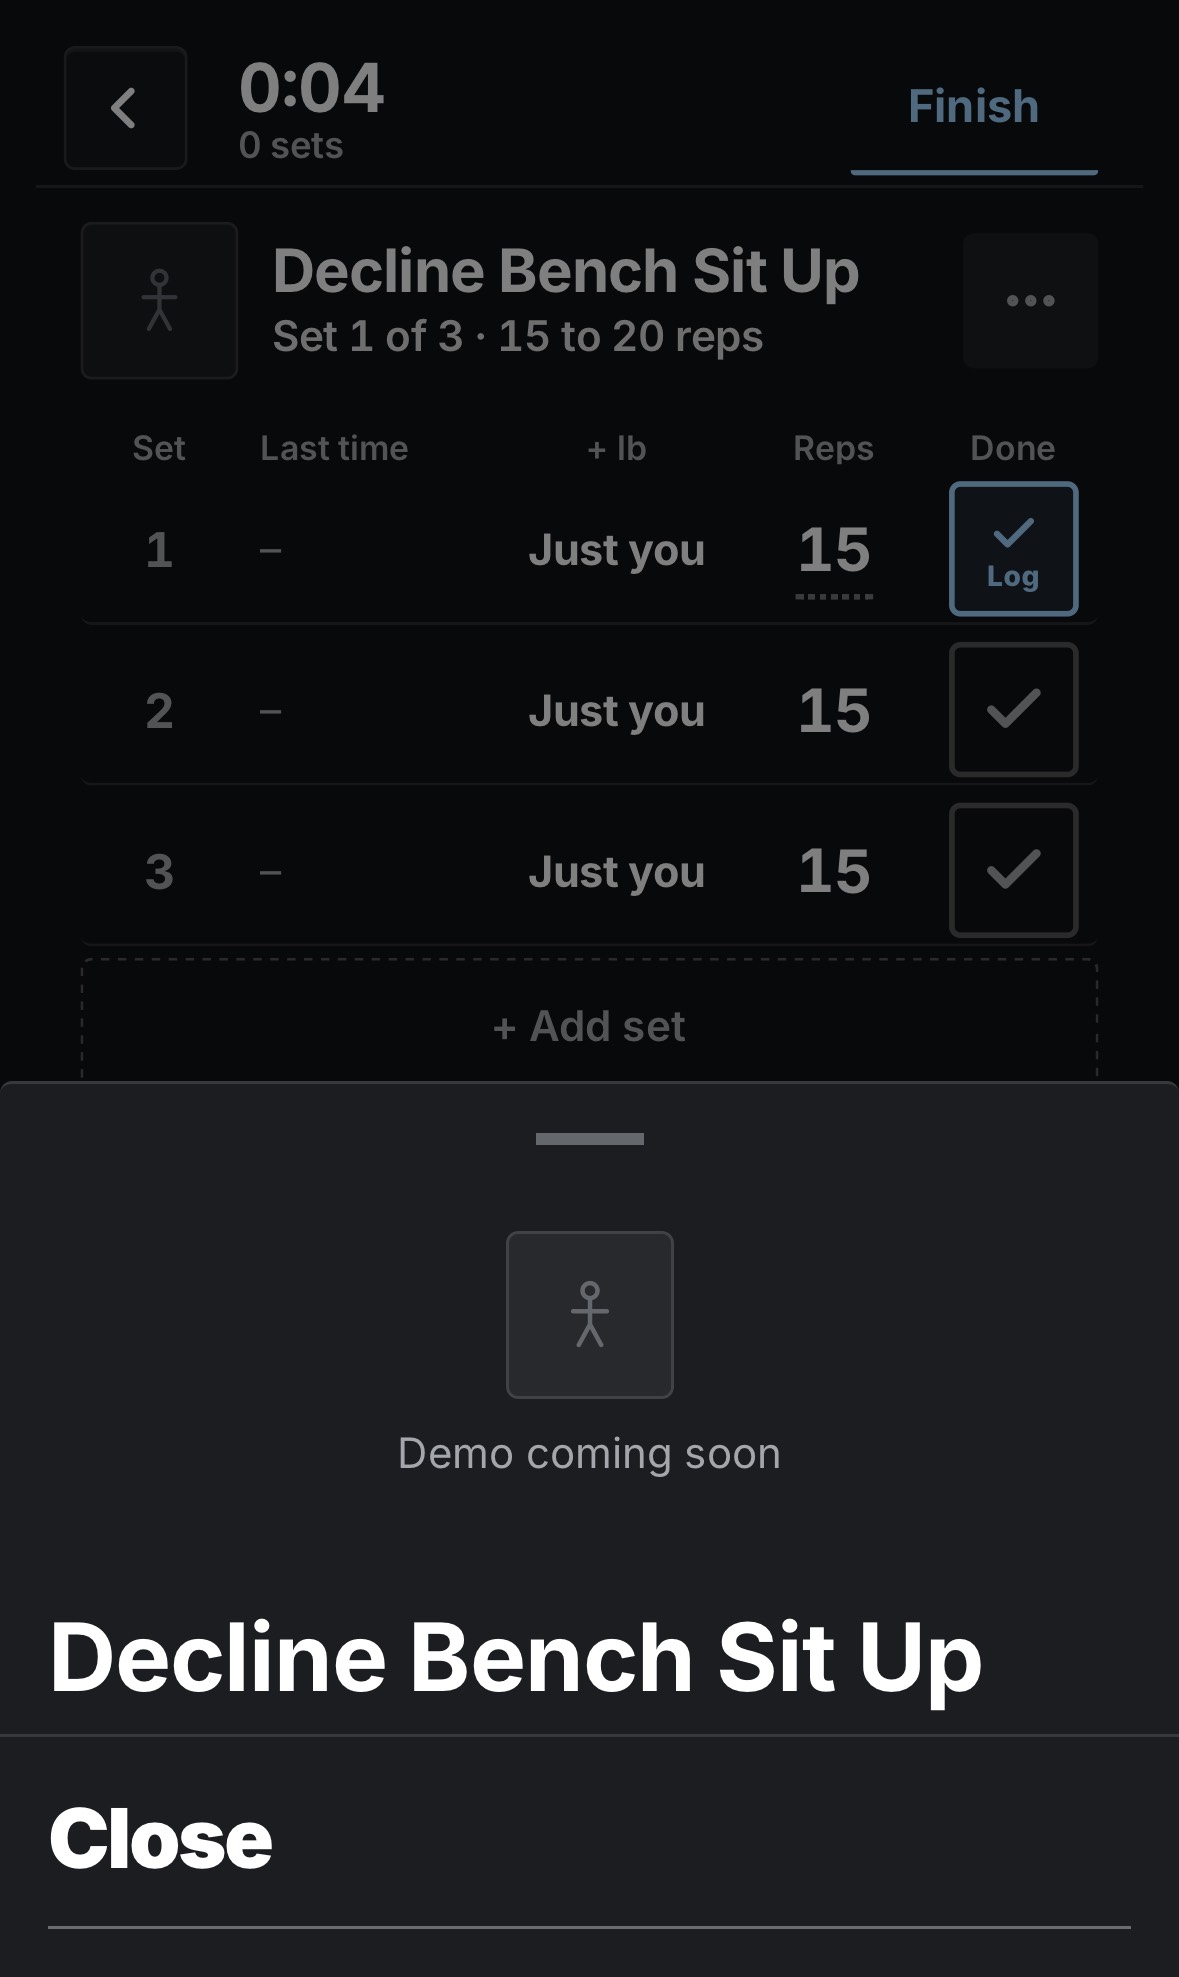 0:04
0 sets
Finish
Decline Bench Sit Up
Set 1 of 3 · 15 to 20 reps
Set Last time + lb Reps Done
1 – Just you 15 Log
2 – Just you 15
3 – Just you 15
+ Add set
Demo coming soon
Decline Bench Sit Up
Close